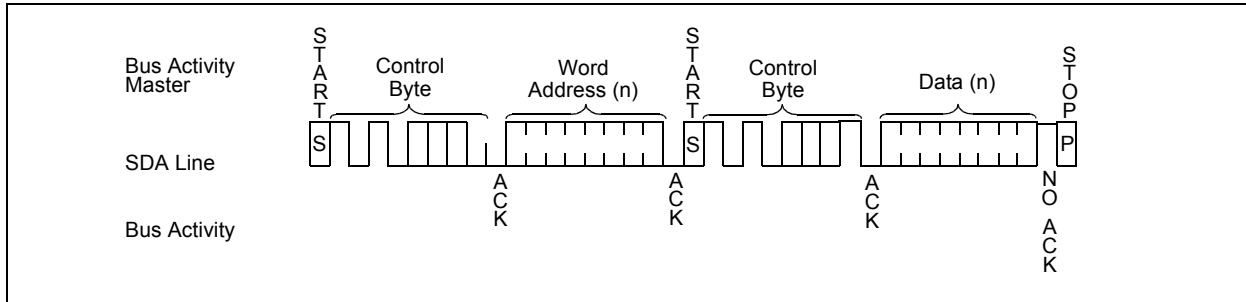 Bus Activity
Master
START
Control
Byte
Word
Address (n)
START
Control
Byte
Data (n)
STOP
SDA Line
S
S
P
Bus Activity
ACK
ACK
ACK
NO ACK